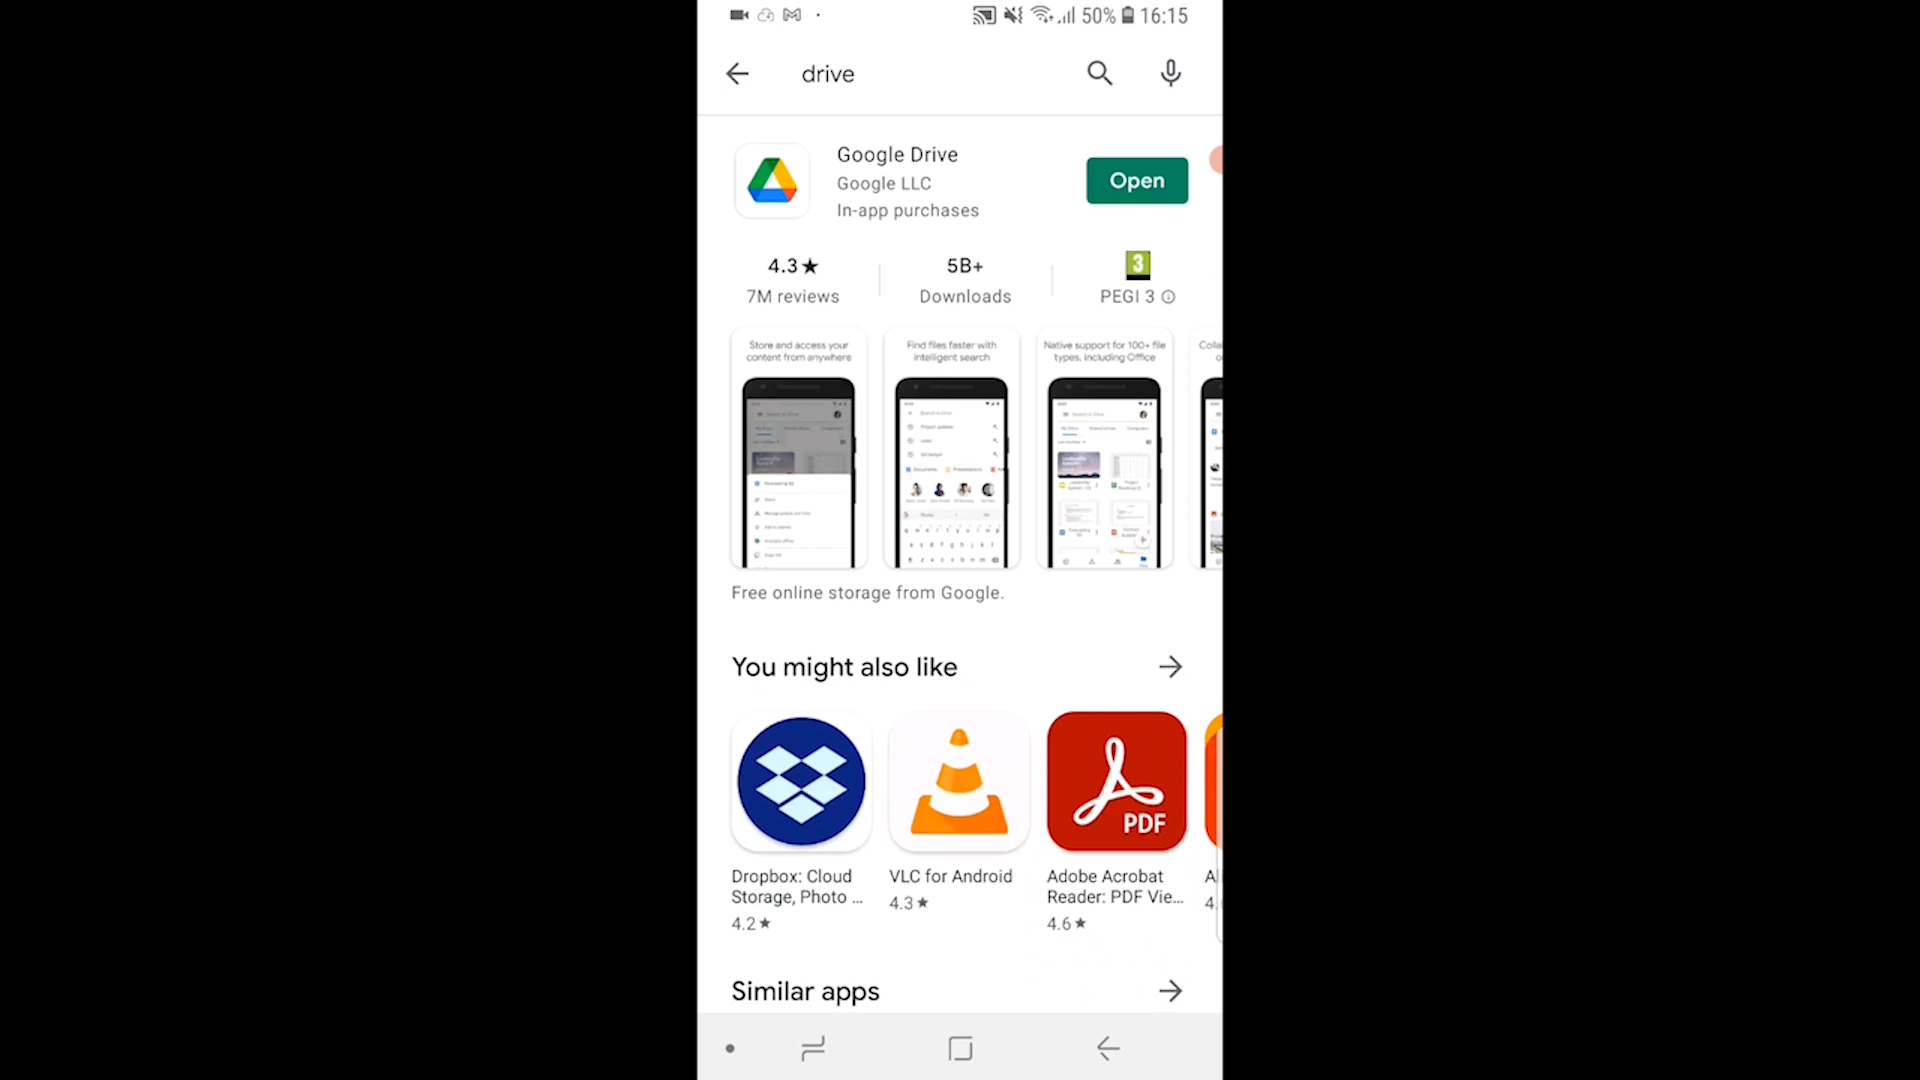 50% 16:15
drive
Google Drive
Google LLC
In-app purchases
Open
4.3★
7M reviews
5B+
Downloads
3
PEGI 3
Store and access your
content from anywhere
Find files faster with
intelligent search
Native support for 100+ file
types, including Office
Colla
Free online storage from Google.
You might also like
PDF
Dropbox: Cloud
Storage, Photo ...
4.2★
VLC for Android
4.3★
Adobe Acrobat
Reader: PDF Vie...
4.6★
Similar apps